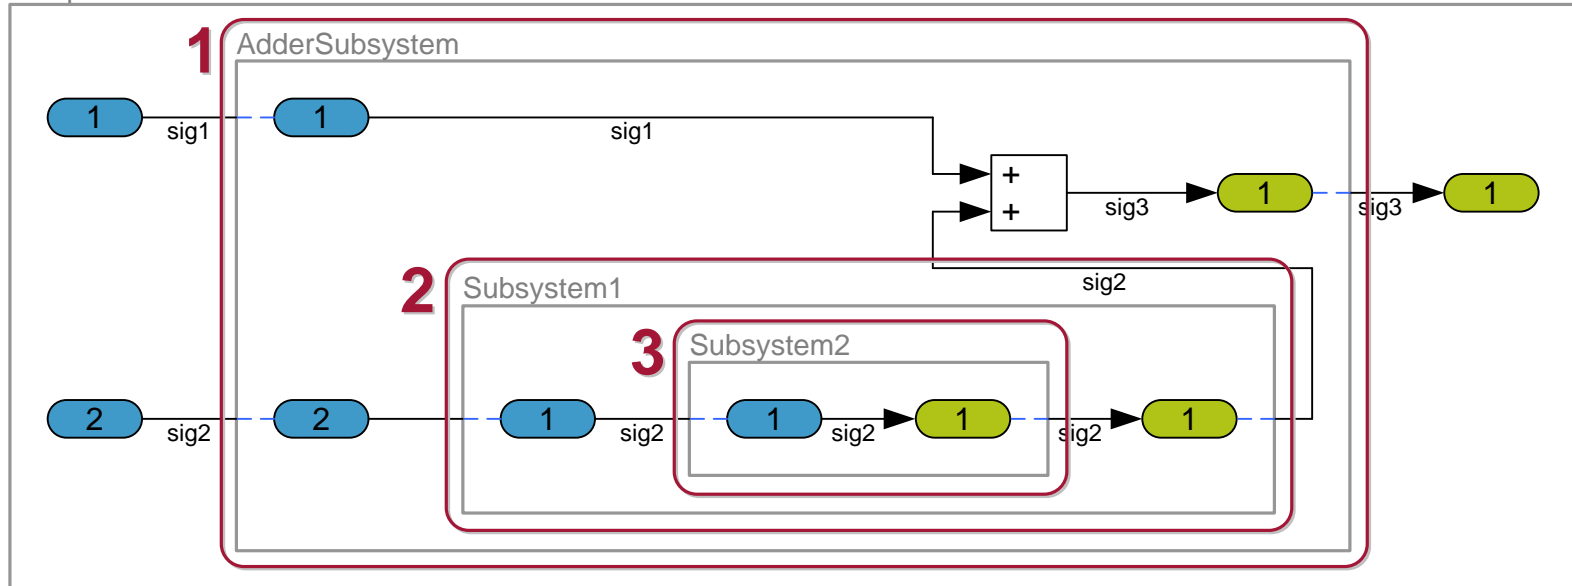 1 AdderSubsystem
1 sig1 1 sig1
+
+ sig3 1 sig3 1
sig2
2 Subsystem1
3 Subsystem2
2 sig2 2 1 sig2 1 sig2 1 sig2 1